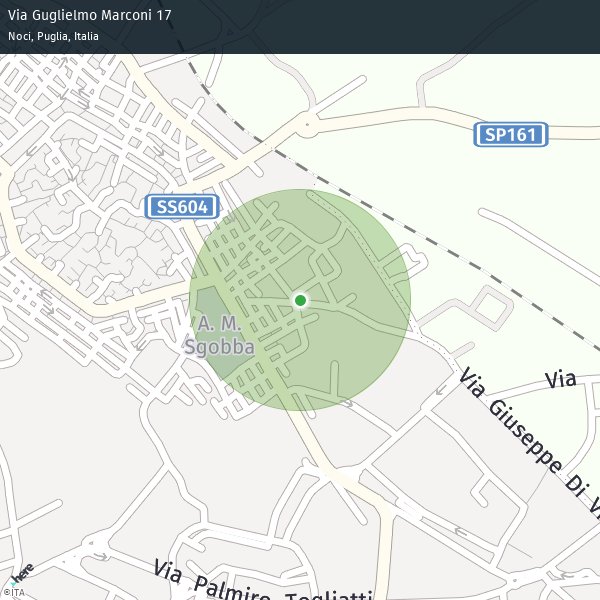 Via Guglielmo Marconi 17
Noci, Puglia, Italia
SP161
SS604
A. M.
Sgobba
Via
Via Giuseppe Di Vi
Via Palmiro Togliatti
here
©ITA